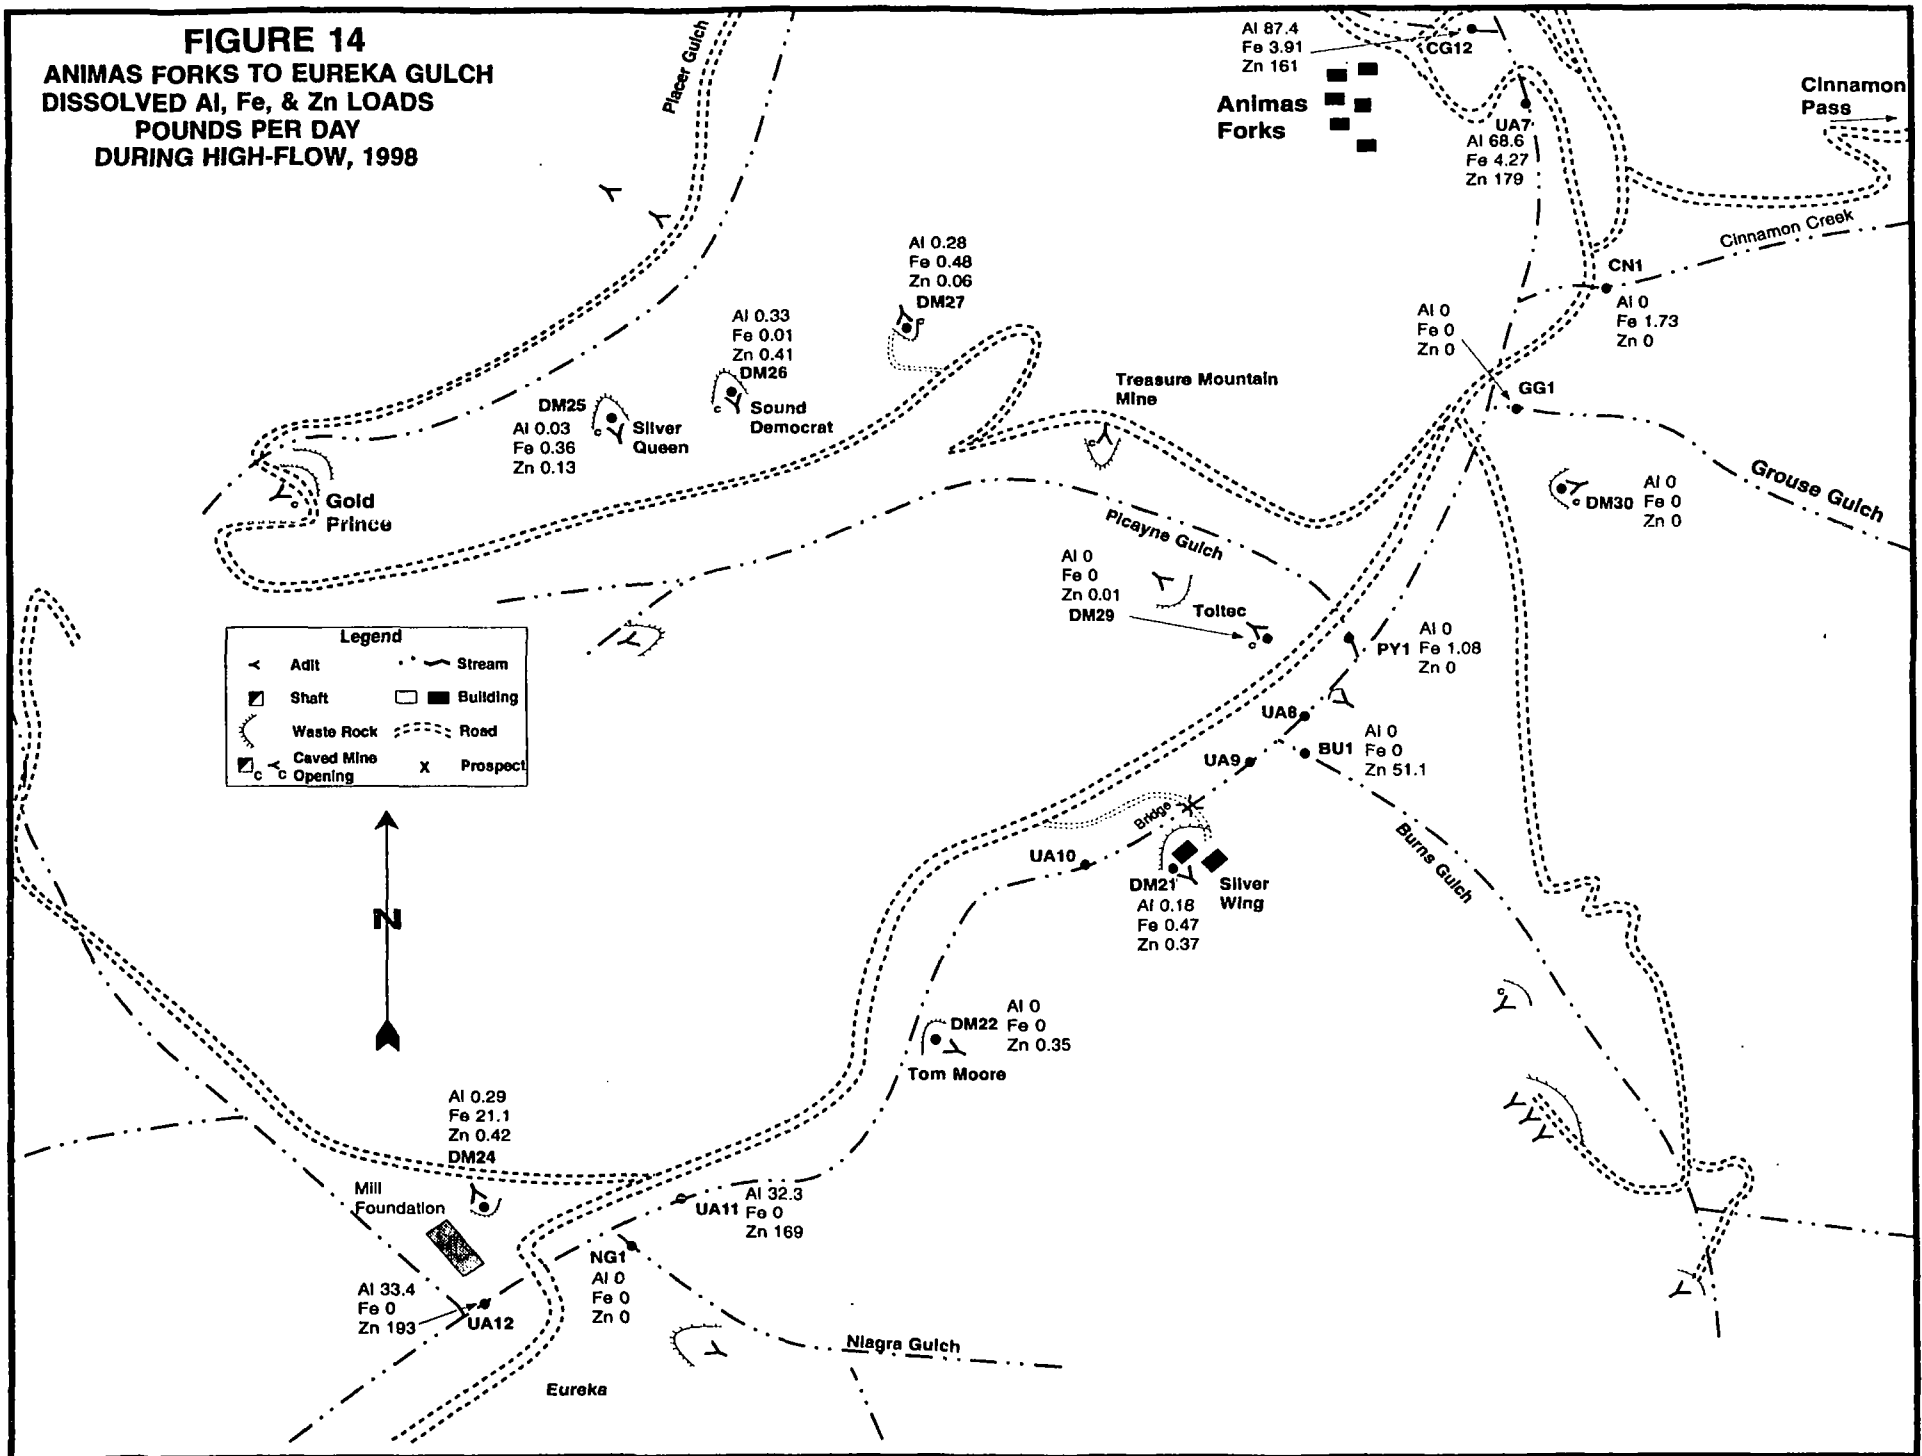 FIGURE 14
ANIMAS FORKS TO EUREKA GULCH
DISSOLVED Al, Fe, & Zn LOADS
POUNDS PER DAY
DURING HIGH-FLOW, 1998
Placer Gulch
Al 87.4
Fe 3.91
Zn 161
CG12
Animas
Forks
UA7
Al 68.6
Fe 4.27
Zn 179
Cinnamon
Pass
Cinnamon Creek
CN1
Al 0
Fe 1.73
Zn 0
Al 0
Fe 0
Zn 0
GG1
Grouse Gulch
DM30
Al 0
Fe 0
Zn 0
Al 0.28
Fe 0.48
Zn 0.06
DM27
Al 0.33
Fe 0.01
Zn 0.41
DM26
c
Sound
Democrat
DM25
Al 0.03
Fe 0.36
Zn 0.13
c
Silver
Queen
Treasure Mountain
Mine
c
c
Gold
Prince
Picayne Gulch
Al 0
Fe 0
Zn 0.01
DM29
Toltec
c
c
PY1
Al 0
Fe 1.08
Zn 0
Legend
Adit
Stream
Shaft
Building
Waste Rock
Road
c
c
Caved Mine
Opening
X
Prospect
UA8
BU1
Al 0
Fe 0
Zn 51.1
UA9
Bridge
UA10
DM21
Al 0.18
Fe 0.47
Zn 0.37
Silver
Wing
Burns Gulch
N
c
DM22
Al 0
Fe 0
Zn 0.35
Tom Moore
Al 0.29
Fe 21.1
Zn 0.42
DM24
Mill
Foundation
UA11
Al 32.3
Fe 0
Zn 169
NG1
Al 0
Fe 0
Zn 0
Al 33.4
Fe 0
Zn 193
UA12
Niagra Gulch
Eureka